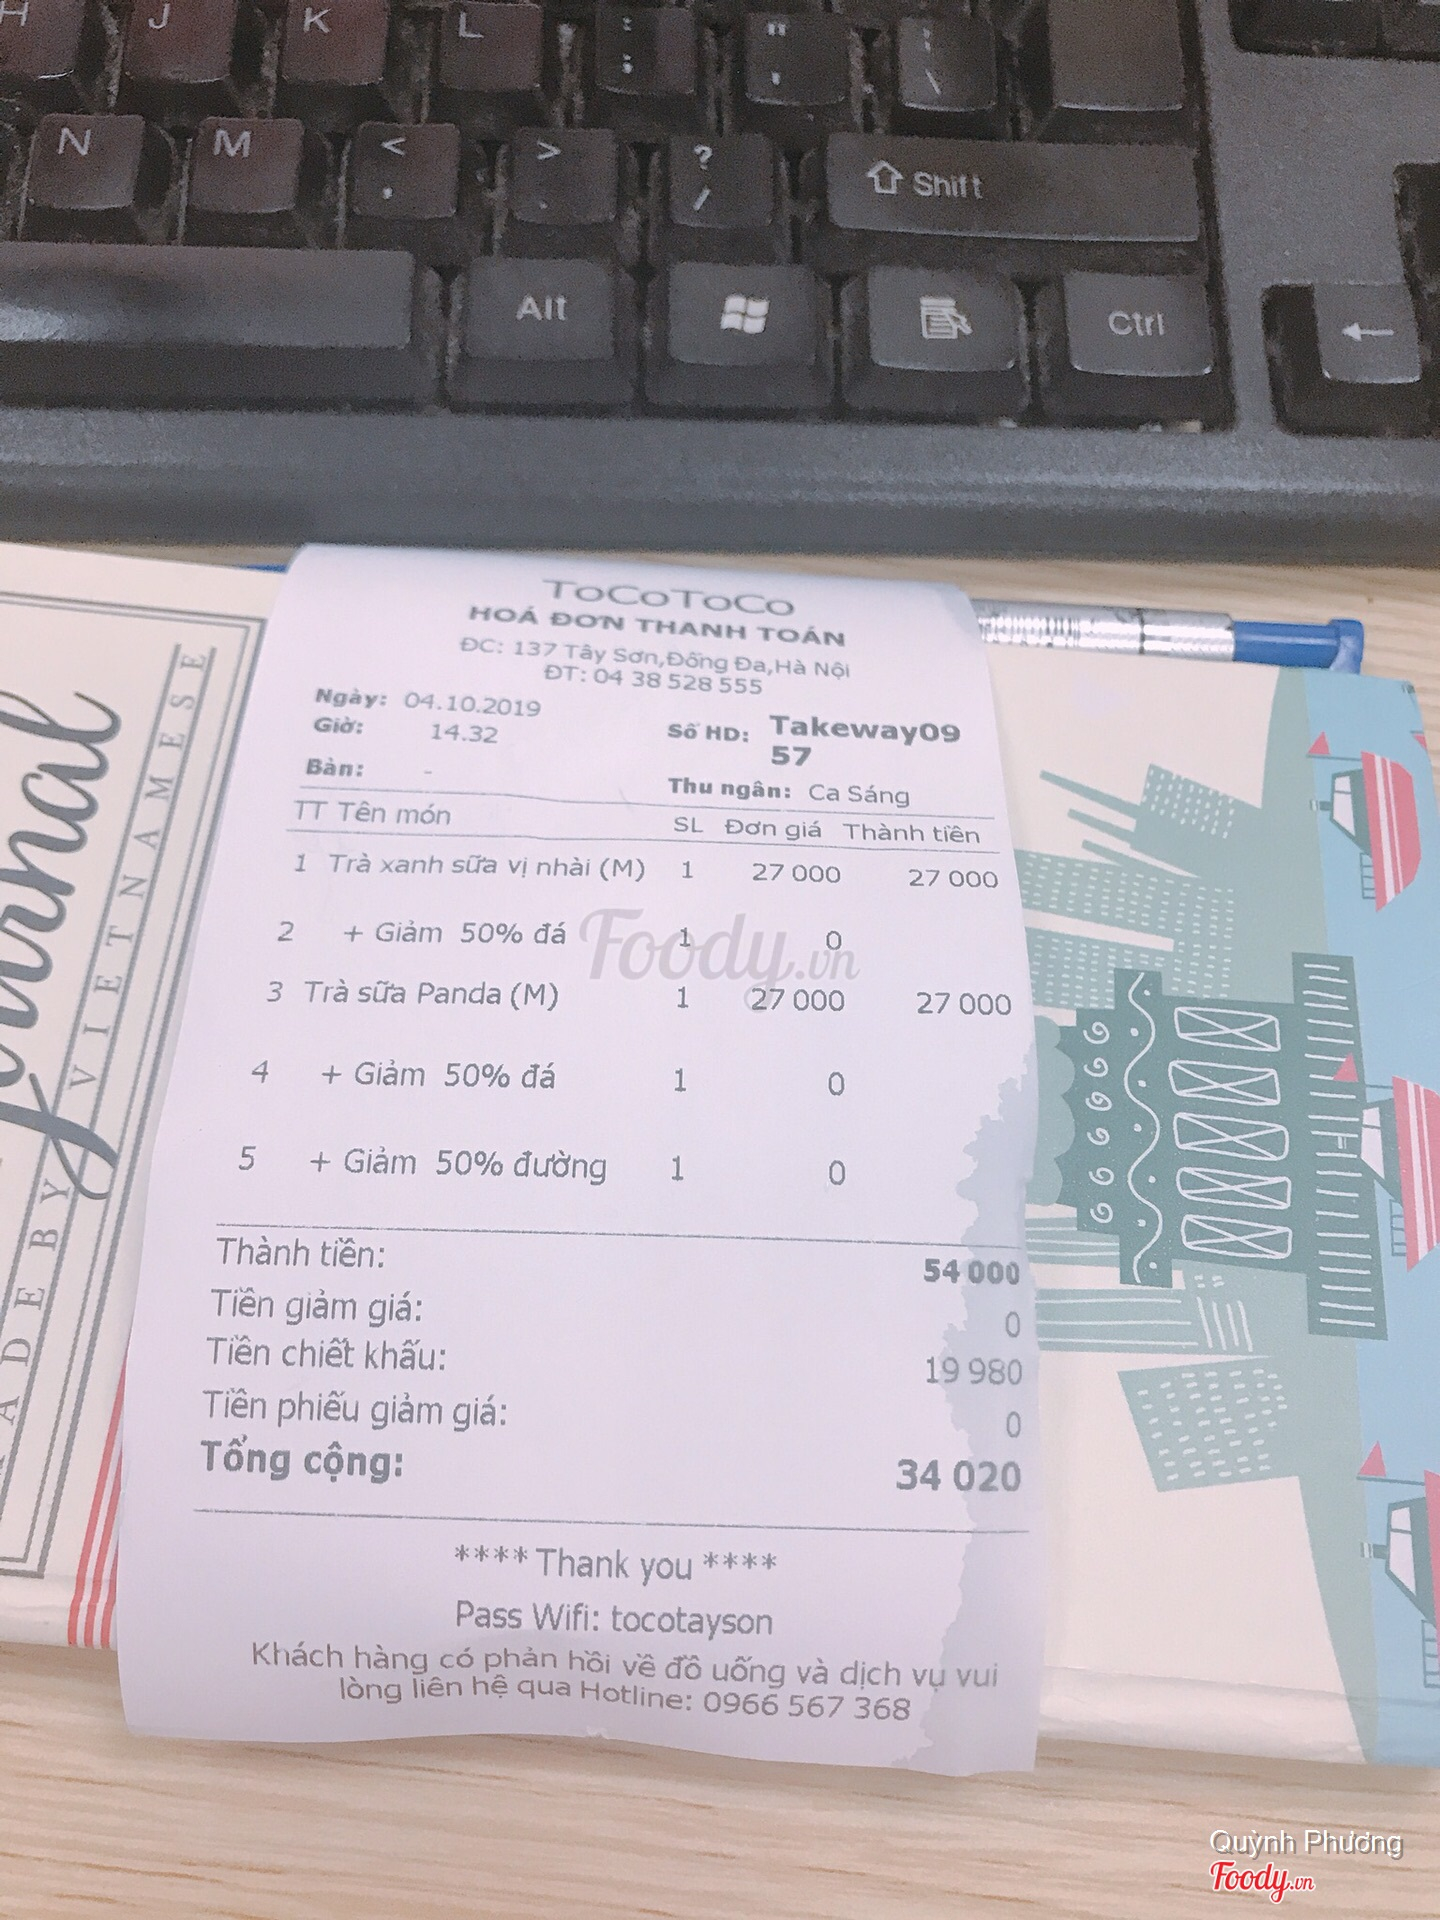 H J K L : ; " ' | \
N M < , > . ? / Shift
Alt Ctrl
Journal
MADE BY VIETNAMESE
ToCoToCo
HOÁ ĐƠN THANH TOÁN
ĐC: 137 Tây Sơn,Đống Đa,Hà Nội
ĐT: 04 38 528 555
Ngày: 04.10.2019
Giờ: 14.32
Số HD: Takeway09
57
Bàn: -
Thu ngân: Ca Sáng
TT Tên món SL Đơn giá Thành tiền
1 Trà xanh sữa vị nhài (M) 1 27 000 27 000
2 + Giảm 50% đá 1 0
3 Trà sữa Panda (M) 1 27 000 27 000
4 + Giảm 50% đá 1 0
5 + Giảm 50% đường 1 0
Thành tiền: 54 000
Tiền giảm giá: 0
Tiền chiết khấu: 19 980
Tiền phiếu giảm giá: 0
Tổng cộng: 34 020
**** Thank you ****
Pass Wifi: tocotayson
Khách hàng có phản hồi về đồ uống và dịch vụ vui
lòng liên hệ qua Hotline: 0966 567 368
Foody.vn
Quỳnh Phương
Foody.vn